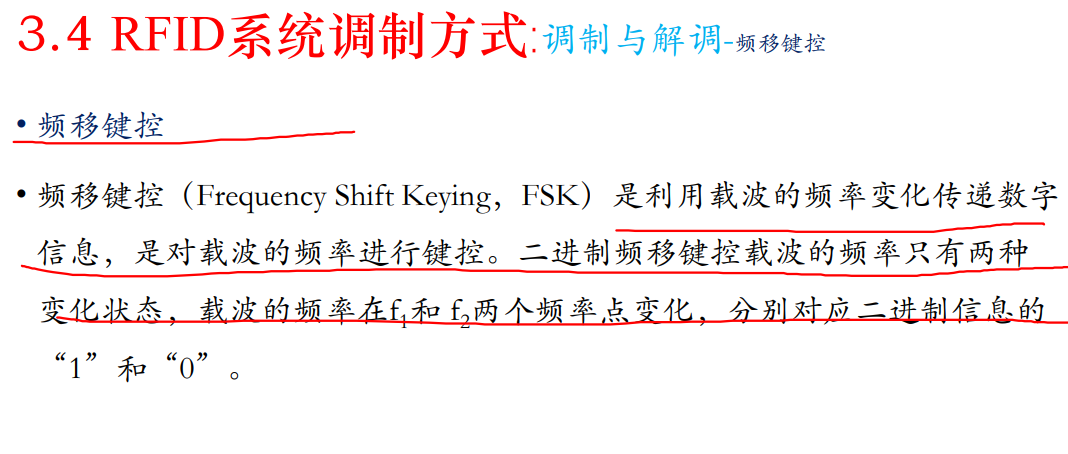 3.4 RFID系统调制方式:调制与解调-频移键控
• 频移键控
• 频移键控（Frequency Shift Keying，FSK）是利用载波的频率变化传递数字
信息，是对载波的频率进行键控。二进制频移键控载波的频率只有两种
变化状态，载波的频率在f₁和 f₂两个频率点变化，分别对应二进制信息的
“1”和“0”。